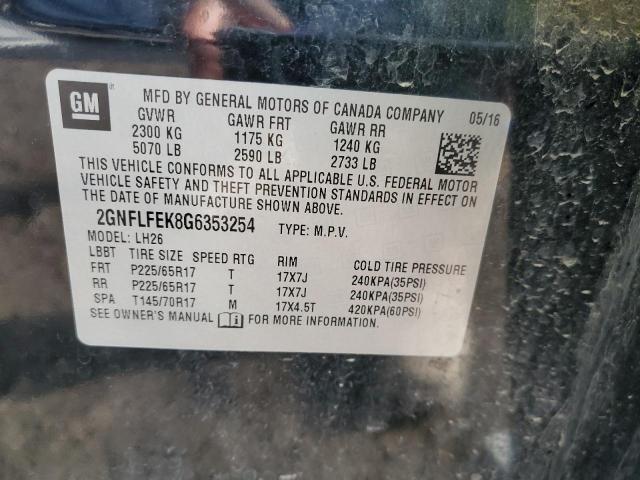 GM
MFD BY GENERAL MOTORS OF CANADA COMPANY 05/16
GVWR GAWR FRT GAWR RR
2300 KG 1175 KG 1240 KG
5070 LB 2590 LB 2733 LB
THIS VEHICLE CONFORMS TO ALL APPLICABLE U.S. FEDERAL MOTOR
VEHICLE SAFETY AND THEFT PREVENTION STANDARDS IN EFFECT ON
THE DATE OF MANUFACTURE SHOWN ABOVE.
2GNFLFEK8G6353254 TYPE: M.P.V.
MODEL: LH26
LBBT TIRE SIZE SPEED RTG RIM COLD TIRE PRESSURE
FRT P225/65R17 T 17X7J 240KPA(35PSI)
RR P225/65R17 T 17X7J 240KPA(35PSI)
SPA T145/70R17 M 17X4.5T 420KPA(60PSI)
SEE OWNER'S MANUAL FOR ADDITIONAL INFORMATION.